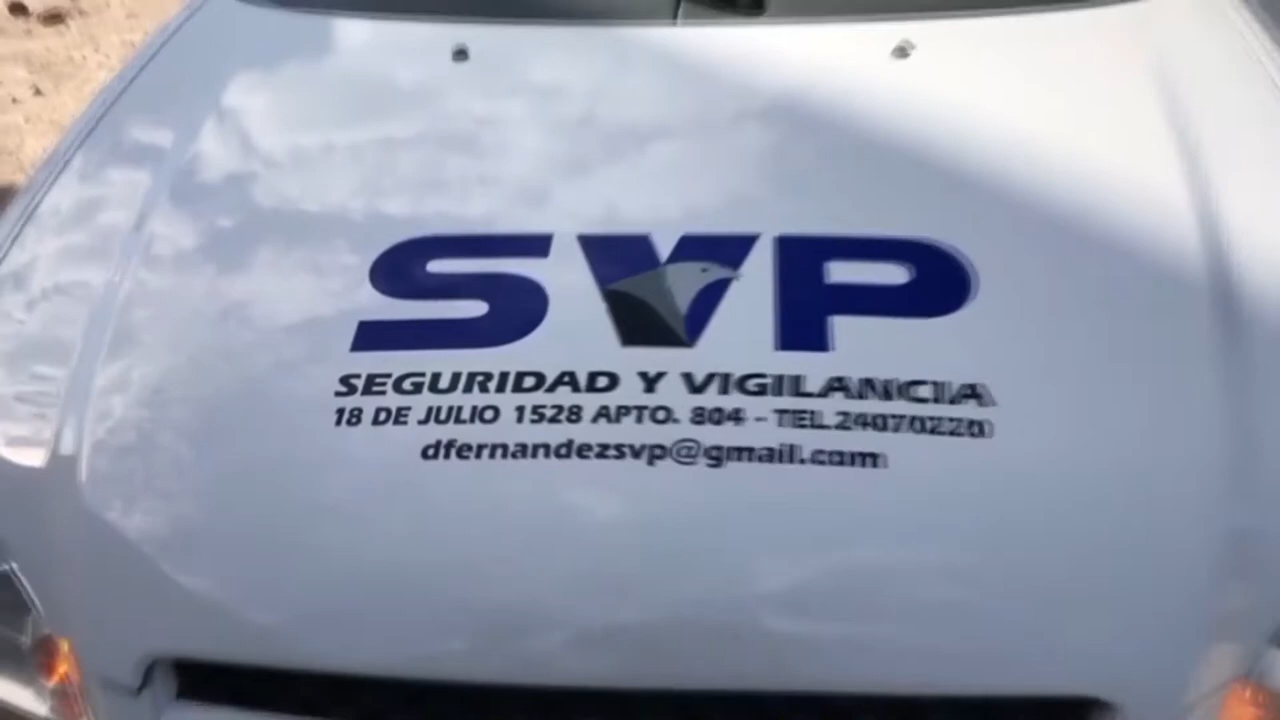 SVP
SEGURIDAD Y VIGILANCIA
18 DE JULIO 1528 APTO. 804 - TEL.24070220
dfernandezsvp@gmail.com